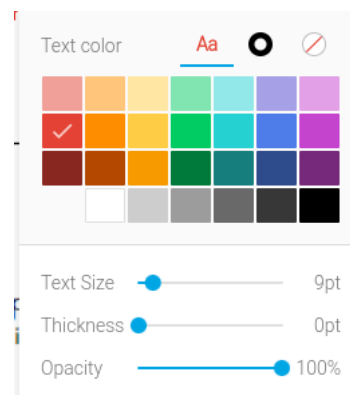 Text color Aa
Text Size 9pt
Thickness 0pt
Opacity 100%